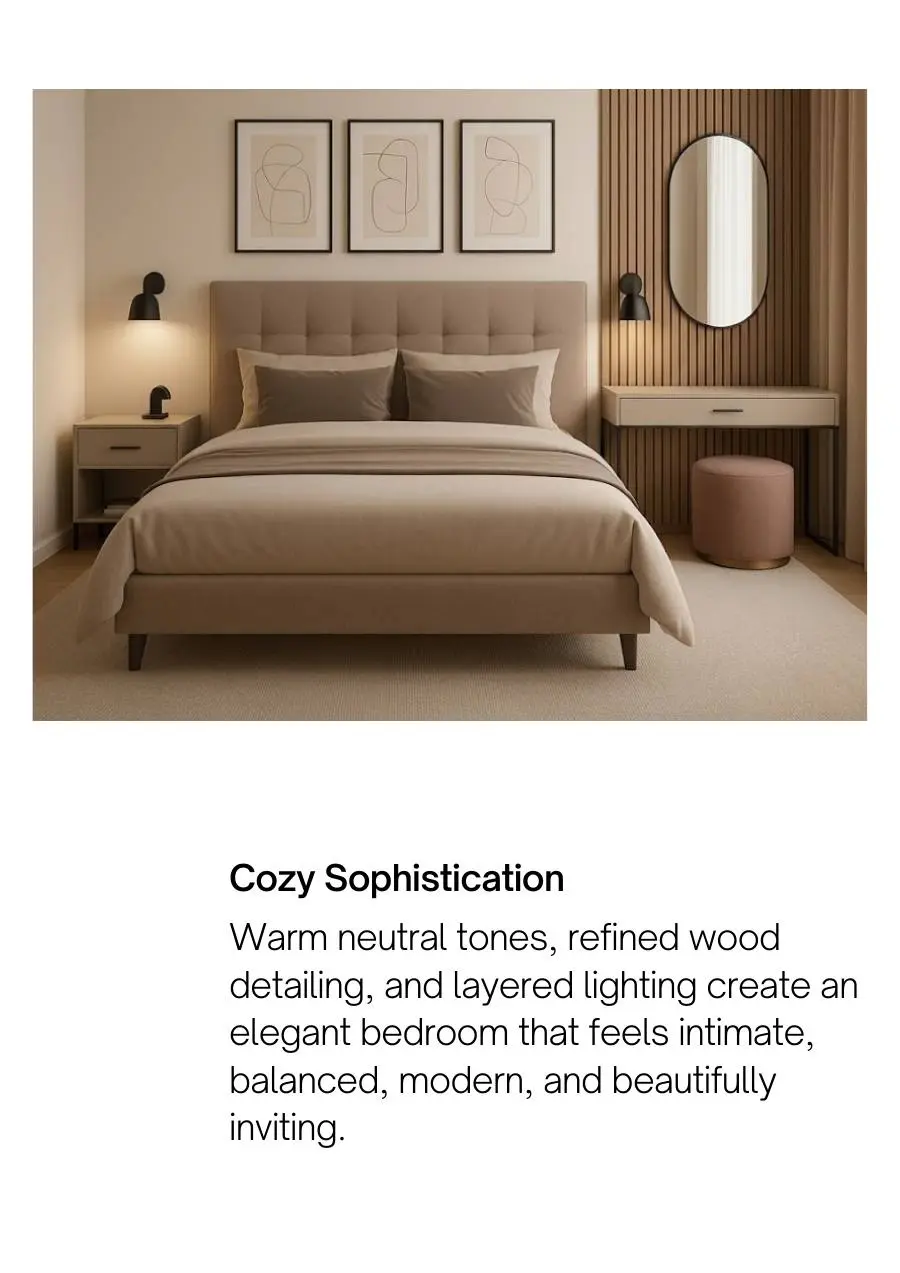 Cozy Sophistication
Warm neutral tones, refined wood
detailing, and layered lighting create an
elegant bedroom that feels intimate,
balanced, modern, and beautifully
inviting.